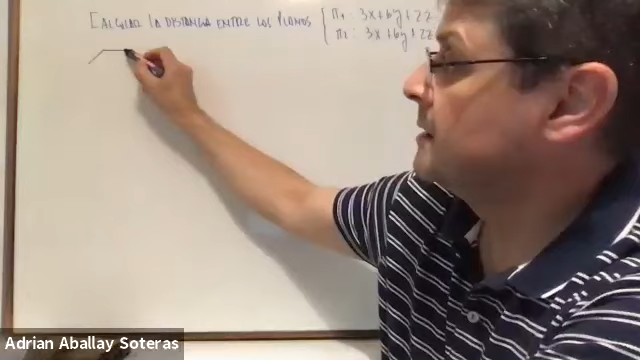 CALCULAR LA DISTANCIA ENTRE LOS PLANOS { π₁: 3x+6y+2z
π₂: 3x+6y+2z
Adrian Aballay Soteras